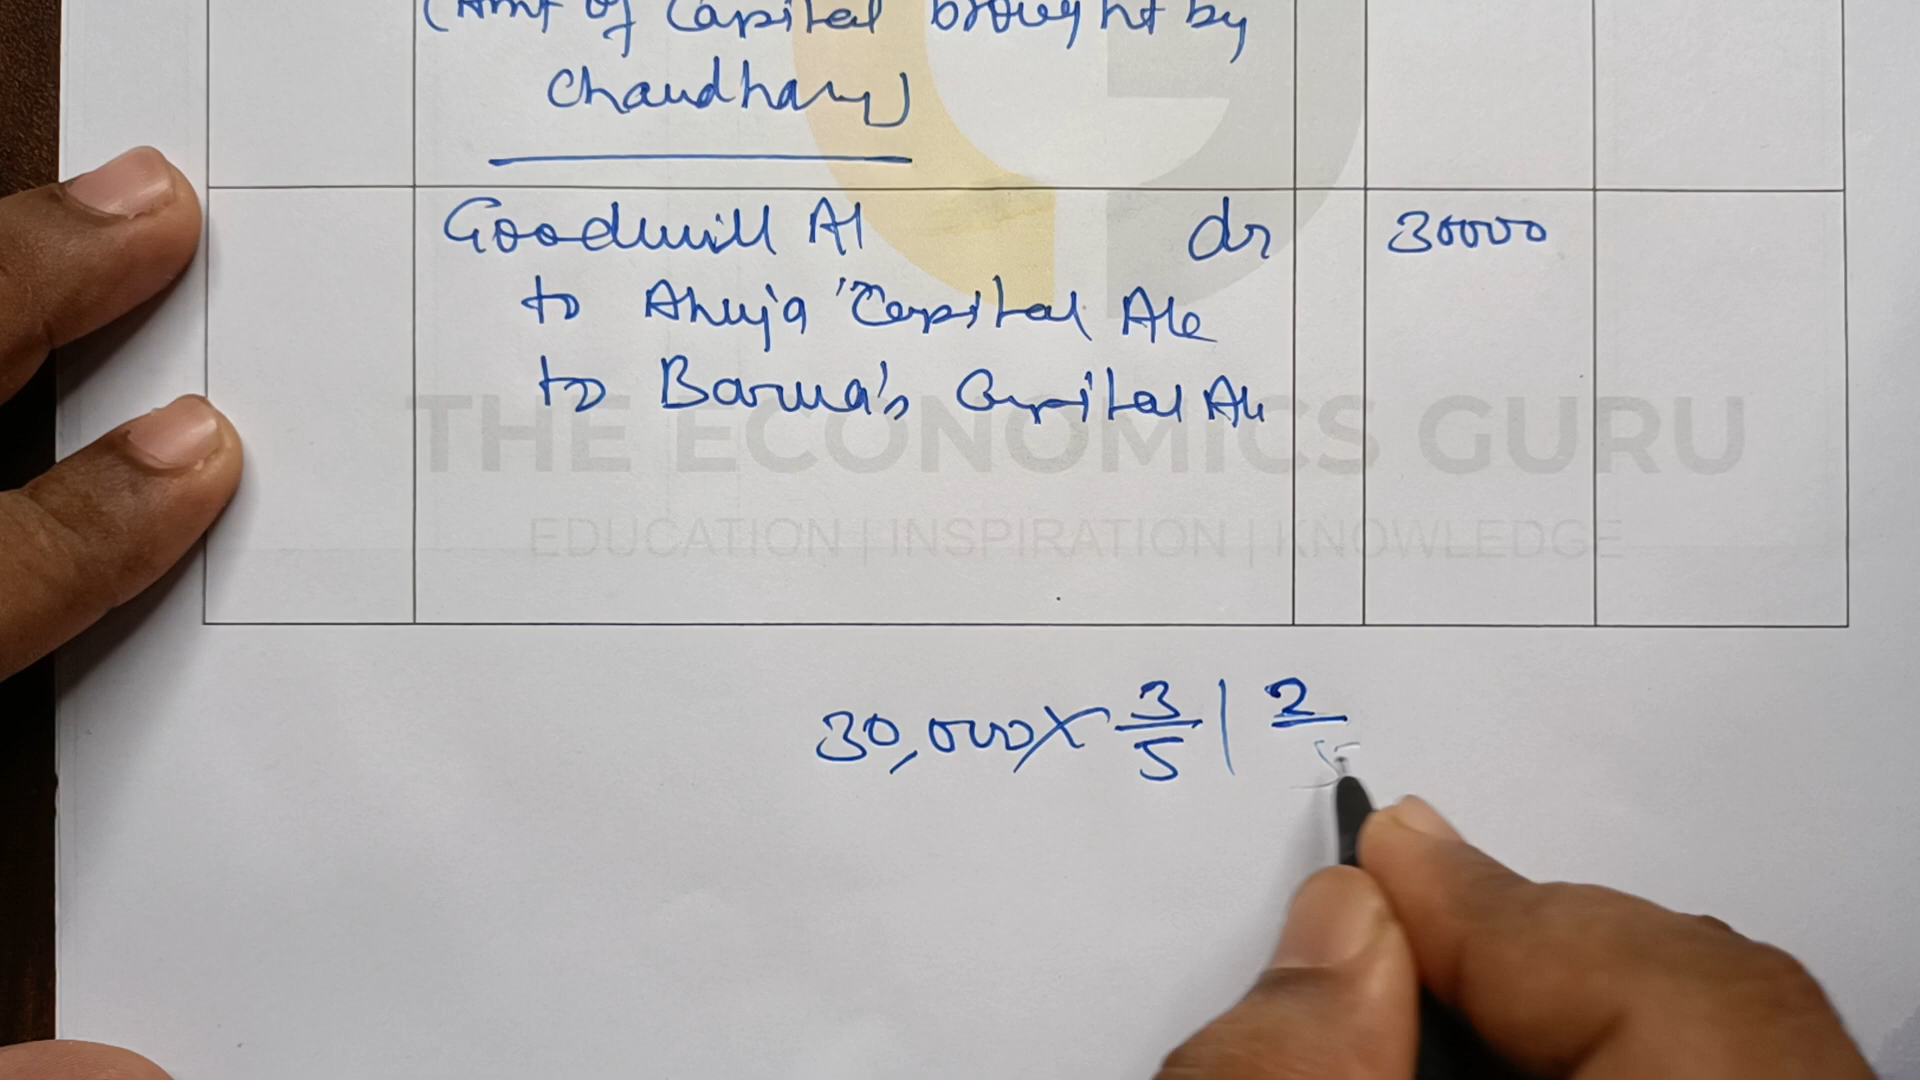 (Amt of Capital brought by
Chaudhary)
Goodwill A/ dr 30000
to Ahuja Capital A/c
to Barua's Capital A/c
THE ECONOMICS GURU
EDUCATION | INSPIRATION | KNOWLEDGE
30,000 × 3/5 | 2/5